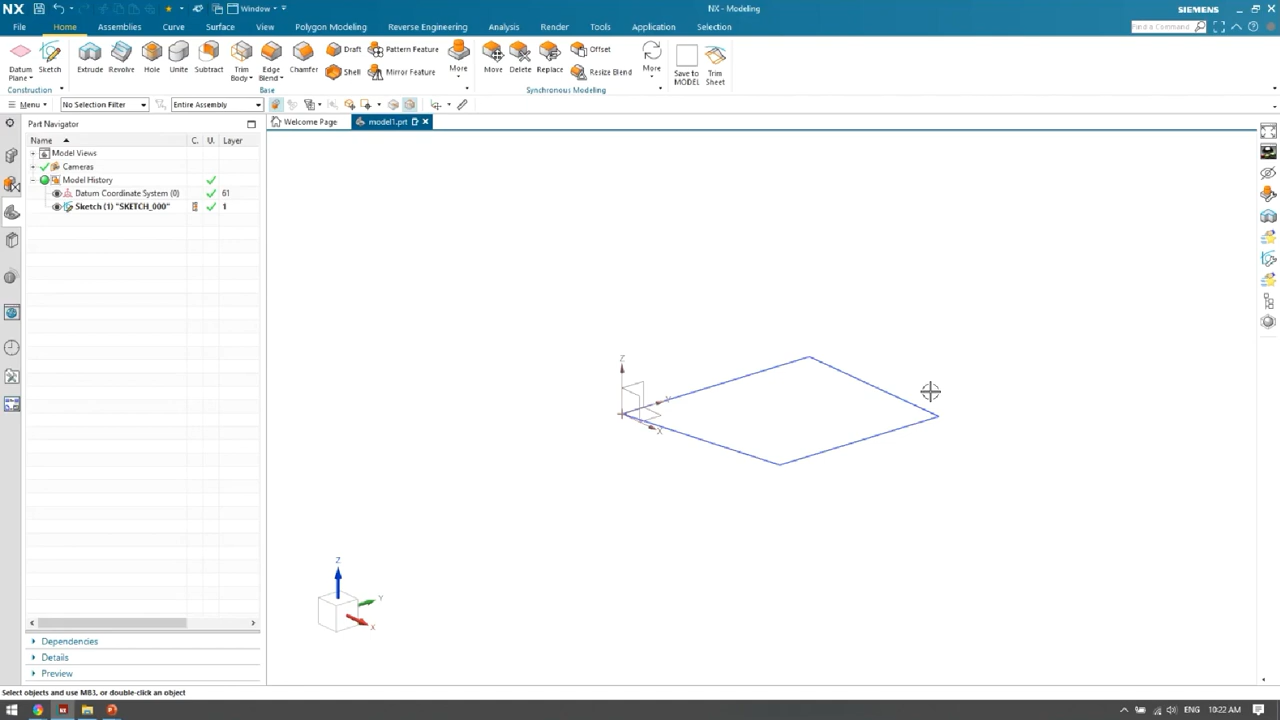 NX Window NX - Modeling SIEMENS
File Home Assemblies Curve Surface View Polygon Modeling Reverse Engineering Analysis Render Tools Application Selection Find a Command
Datum Plane Sketch Extrude Revolve Hole Unite Subtract Trim Body Edge Blend Chamfer Draft Shell Pattern Feature Mirror Feature More Move Delete Replace Offset Resize Blend More Save to MODEL Trim Sheet
Construction Base Synchronous Modeling
Menu No Selection Filter Entire Assembly
Part Navigator Welcome Page model1.prt
Name C. U. Layer
Model Views
Cameras
Model History
Datum Coordinate System (0) 61
Sketch (1) "SKETCH_000" 1
Z
Y
X
Z
Y
X
Dependencies
Details
Preview
Select objects and use MB3, or double-click an object
ENG 10:22 AM